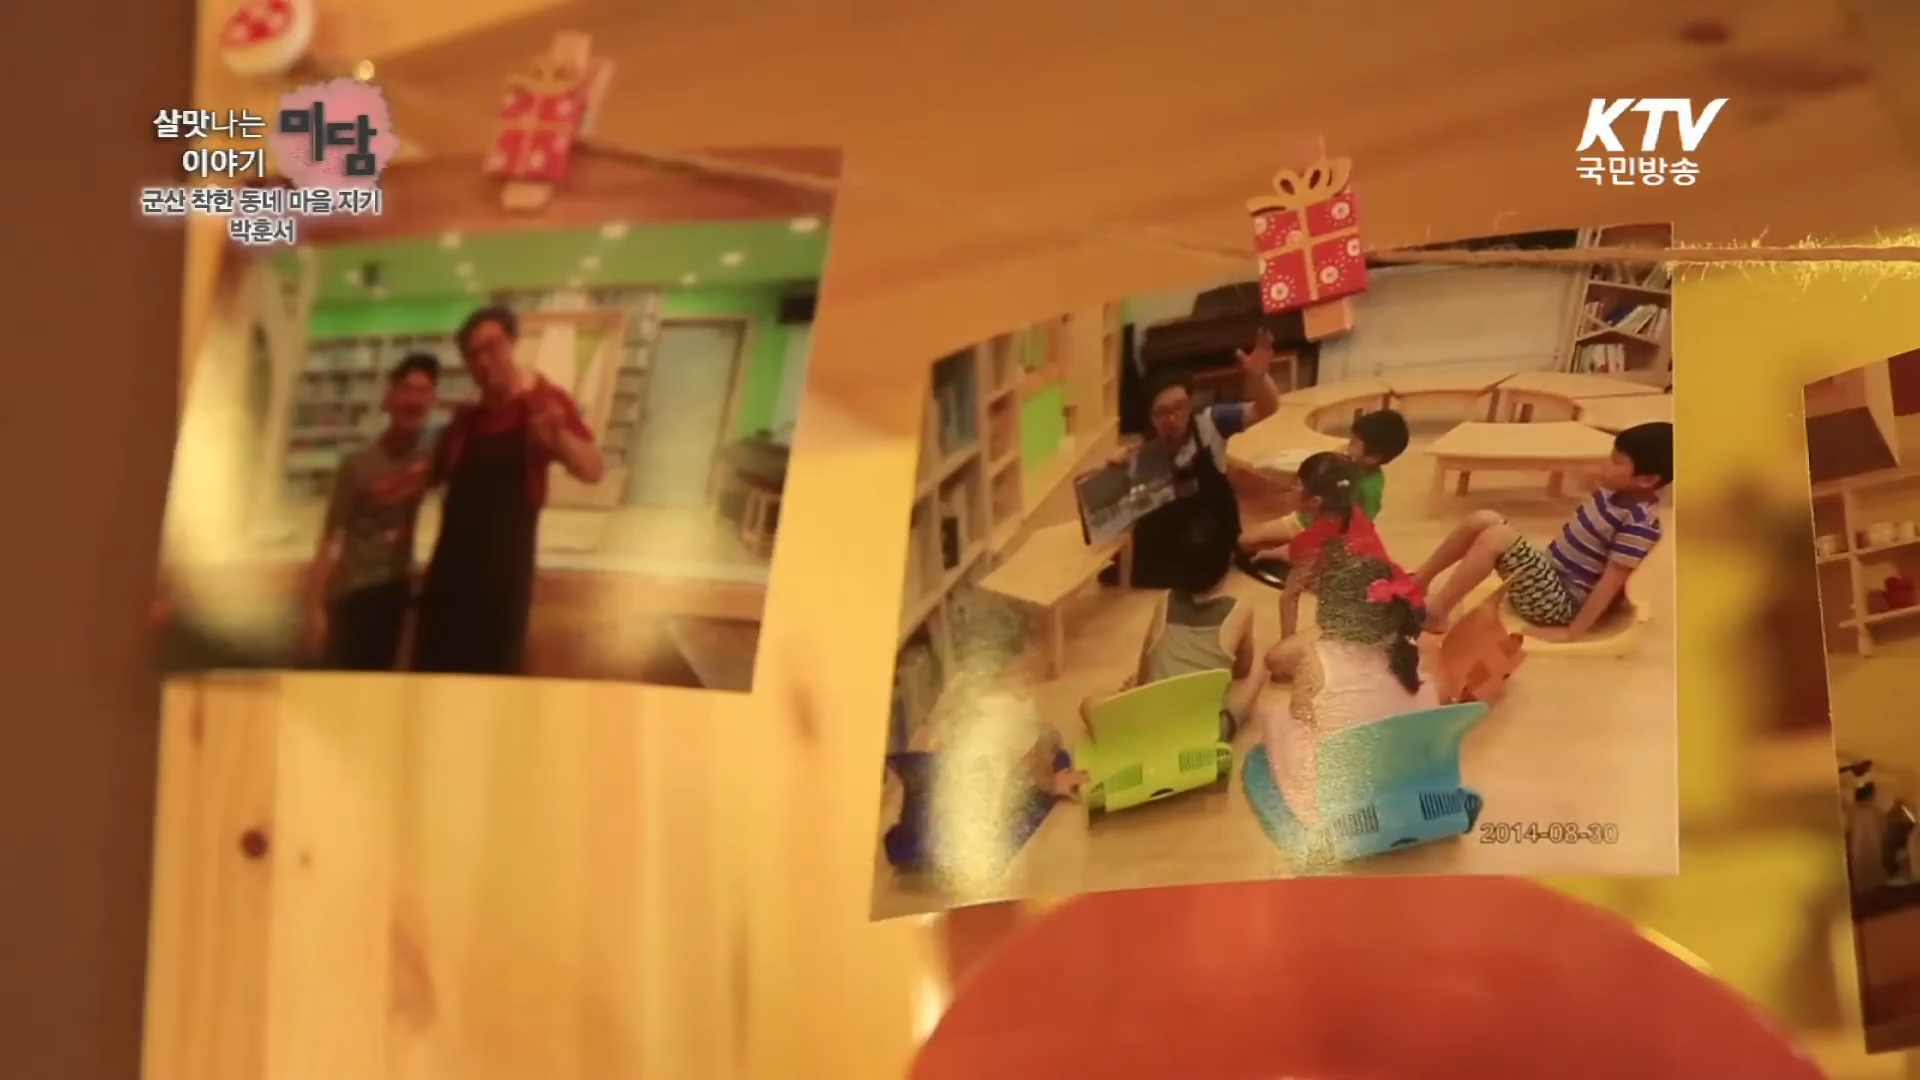 살맛나는
이야기
미담
군산 착한 동네 마을 지키
박훈서
KTV
국민방송
2014-08-30